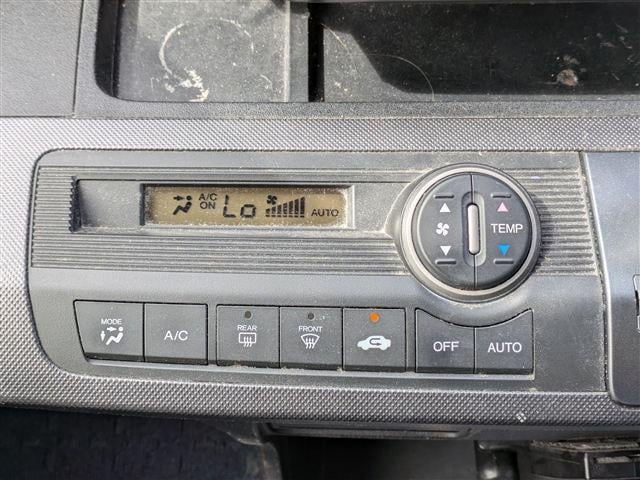 A/C
ON
Lo
AUTO
TEMP
MODE
A/C
REAR
FRONT
OFF
AUTO